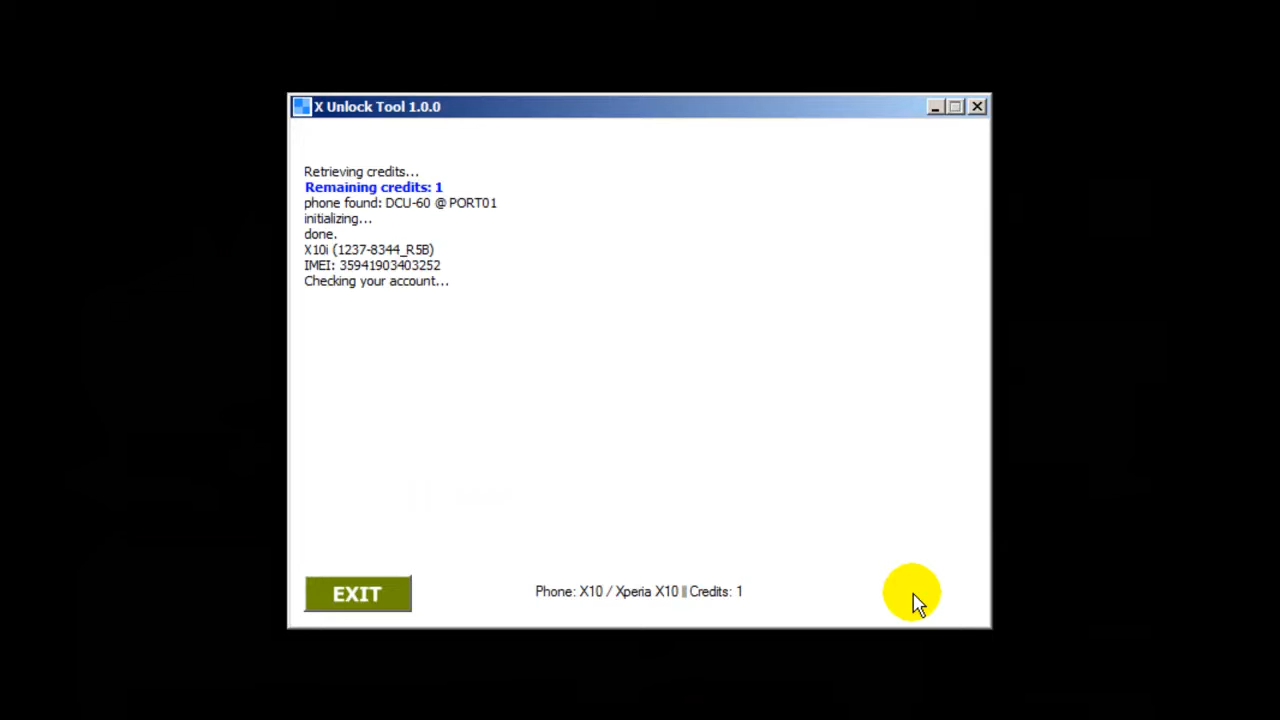 X Unlock Tool 1.0.0
Retrieving credits...
Remaining credits: 1
phone found: DCU-60 @ PORT01
initializing...
done.
X10i (1237-8344_R5B)
IMEI: 35941903403252
Checking your account...
EXIT
Phone: X10 / Xperia X10 || Credits: 1